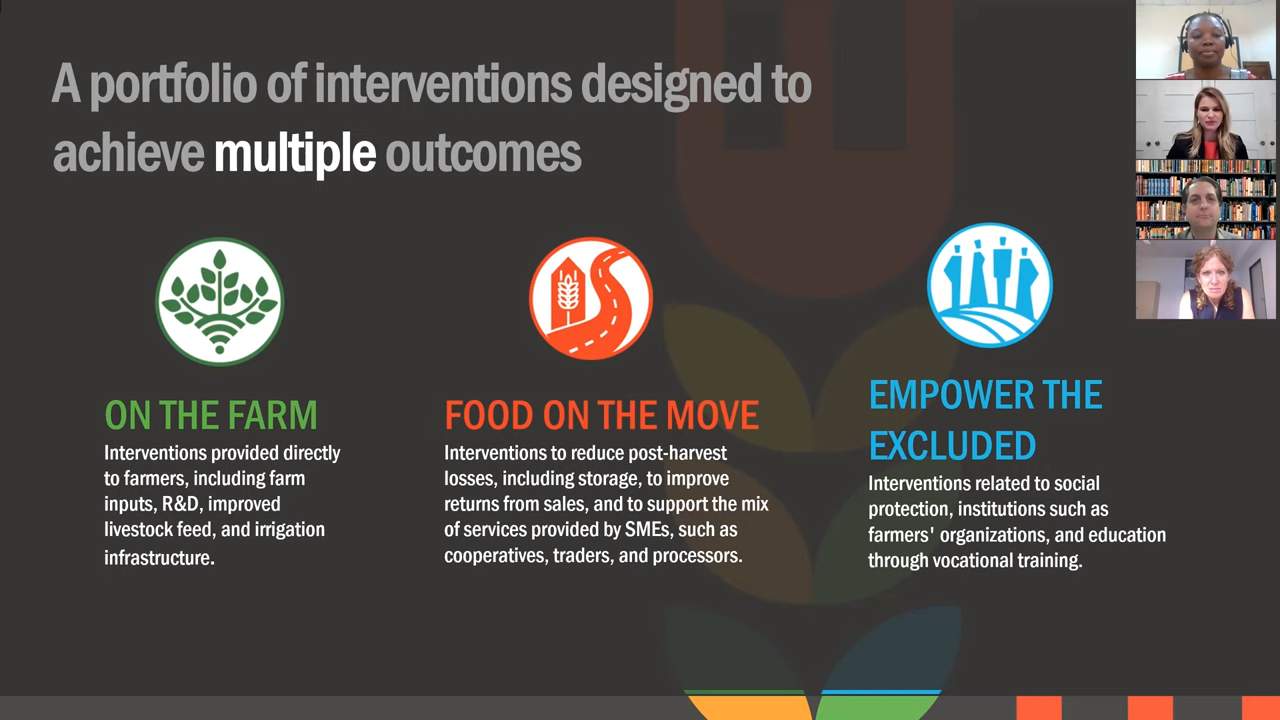 A portfolio of interventions designed to
achieve multiple outcomes
ON THE FARM
Interventions provided directly
to farmers, including farm
inputs, R&D, improved
livestock feed, and irrigation
infrastructure.
FOOD ON THE MOVE
Interventions to reduce post-harvest
losses, including storage, to improve
returns from sales, and to support the mix
of services provided by SMEs, such as
cooperatives, traders, and processors.
EMPOWER THE
EXCLUDED
Interventions related to social
protection, institutions such as
farmers' organizations, and education
through vocational training.